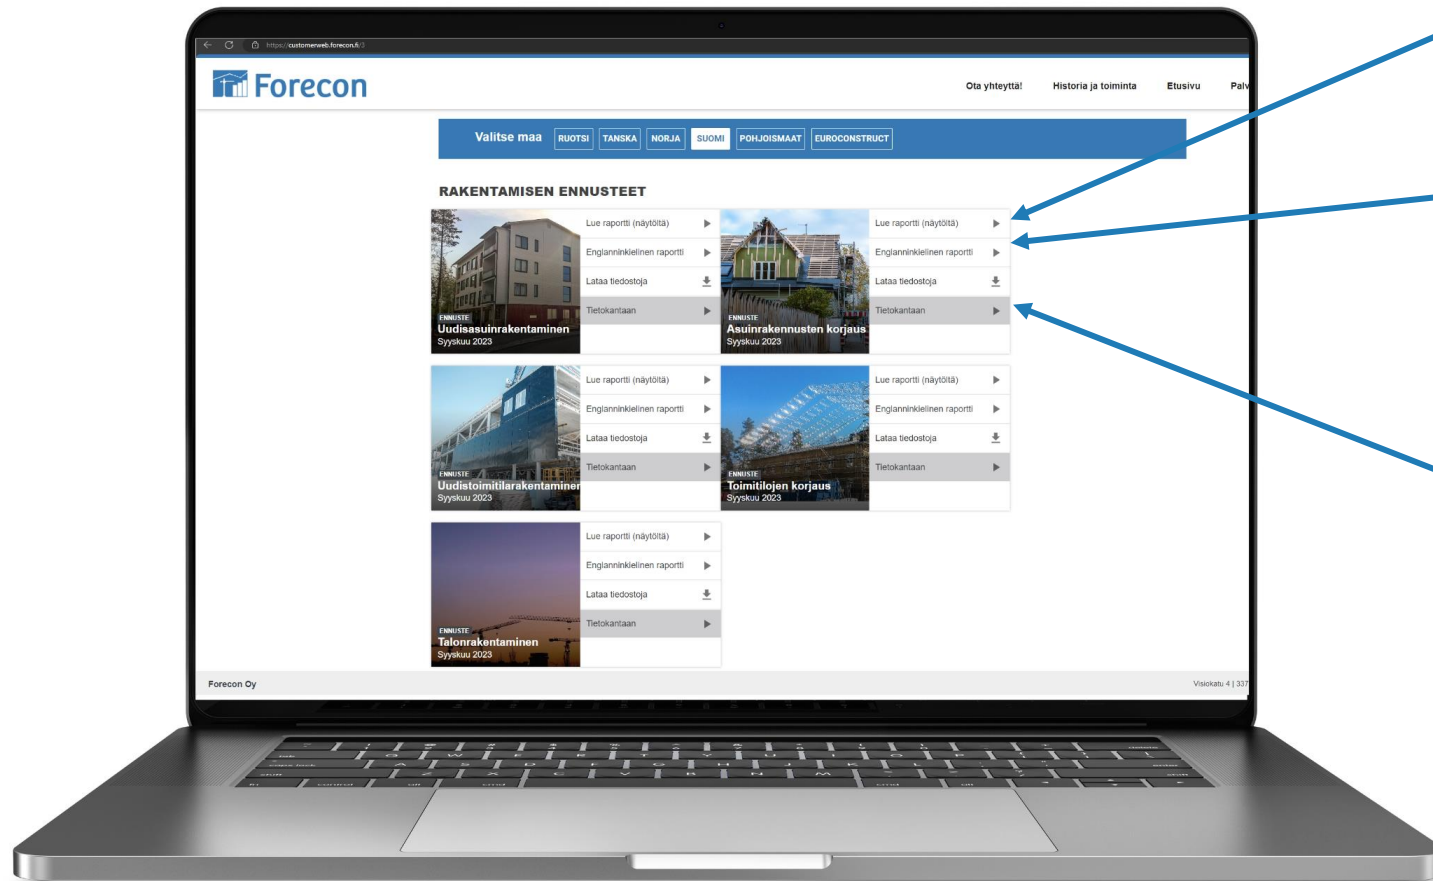 https://customerweb.forecon.fi/3
Forecon
Ota yhteyttä!
Historia ja toiminta
Etusivu
Palv
Valitse maa
RUOTSI
TANSKA
NORJA
SUOMI
POHJOISMAAT
EUROCONSTRUCT
RAKENTAMISEN ENNUSTEET
ENNUSTE
Uudisasuinrakentaminen
Syyskuu 2023
Lue raportti (näytöltä)
Englanninkielinen raportti
Lataa tiedostoja
Tietokantaan
ENNUSTE
Asuinrakennusten korjaus
Syyskuu 2023
Lue raportti (näytöltä)
Englanninkielinen raportti
Lataa tiedostoja
Tietokantaan
ENNUSTE
Uudistoimitilarakentaminen
Syyskuu 2023
Lue raportti (näytöltä)
Englanninkielinen raportti
Lataa tiedostoja
Tietokantaan
ENNUSTE
Toimitilojen korjaus
Syyskuu 2023
Lue raportti (näytöltä)
Englanninkielinen raportti
Lataa tiedostoja
Tietokantaan
ENNUSTE
Talonrakentaminen
Syyskuu 2023
Lue raportti (näytöltä)
Englanninkielinen raportti
Lataa tiedostoja
Tietokantaan
Forecon Oy
Visiokatu 4 | 337